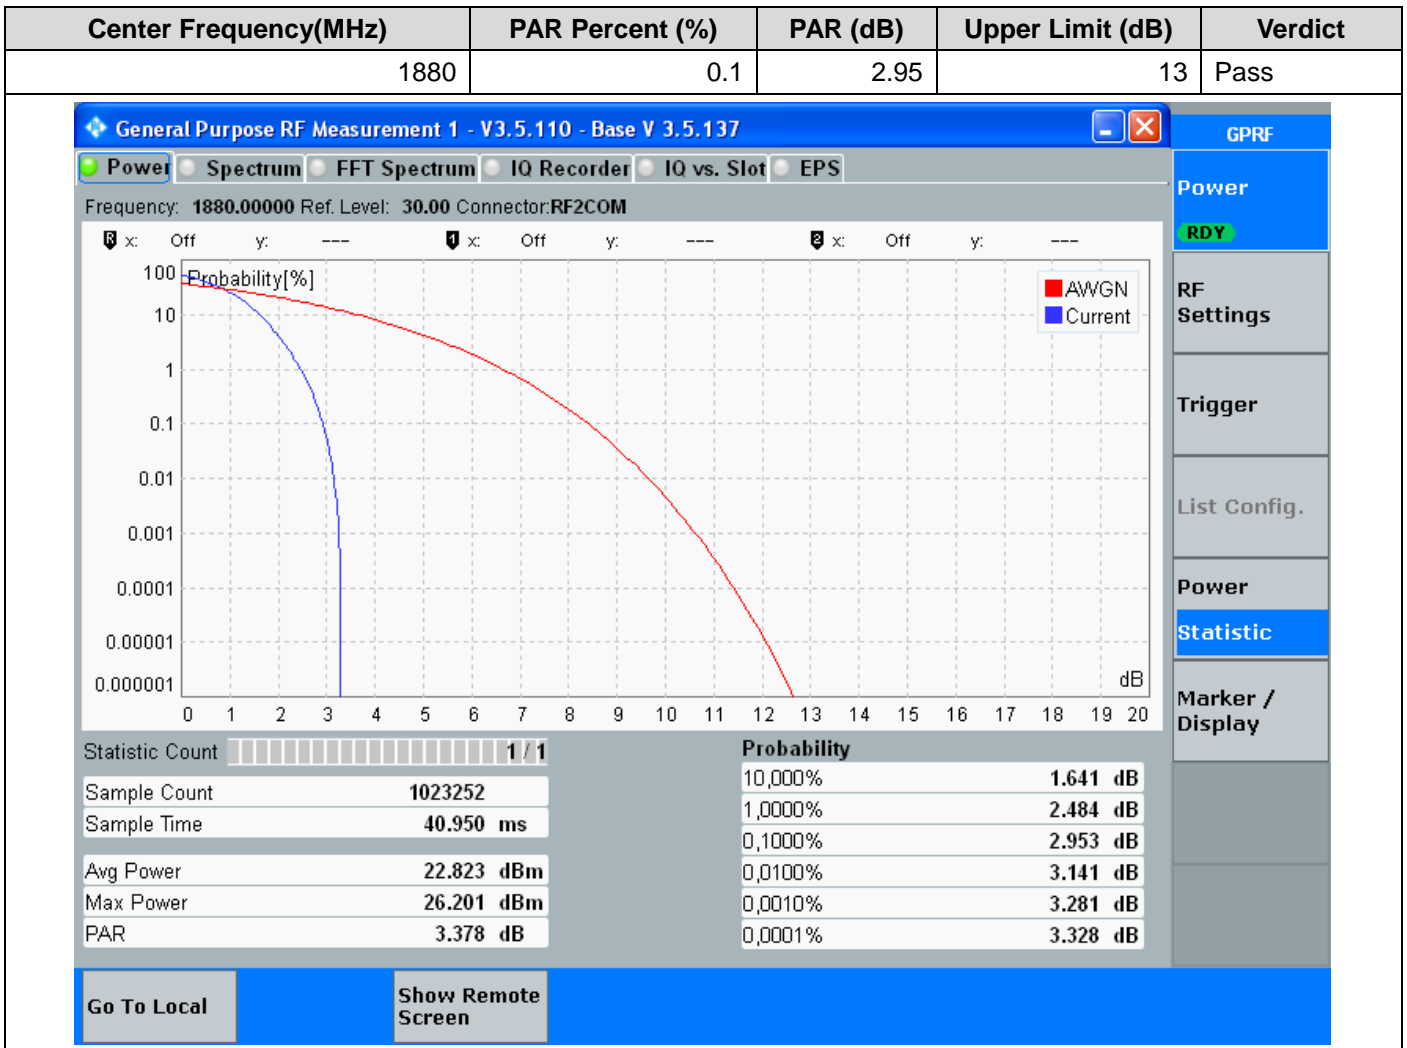 Center Frequency(MHz) PAR Percent (%) PAR (dB) Upper Limit (dB) Verdict
1880 0.1 2.95 13 Pass
General Purpose RF Measurement 1 - V3.5.110 - Base V 3.5.137
GPRF
Power Spectrum FFT Spectrum IQ Recorder IQ vs. Slot EPS
Power
RDY
Frequency: 1880.00000 Ref. Level: 30.00 Connector:RF2COM
R x: Off y: --- 1 x: Off y: --- 2 x: Off y: ---
Probability[%]
AWGN
Current
100
10
1
0.1
0.01
0.001
0.0001
0.00001
0.000001
dB
0 1 2 3 4 5 6 7 8 9 10 11 12 13 14 15 16 17 18 19 20
RF
Settings
Trigger
List Config.
Power
Statistic
Marker /
Display
Statistic Count 1 / 1
Sample Count 1023252
Sample Time 40.950 ms
Avg Power 22.823 dBm
Max Power 26.201 dBm
PAR 3.378 dB
Probability
10,000% 1.641 dB
1,0000% 2.484 dB
0,1000% 2.953 dB
0,0100% 3.141 dB
0,0010% 3.281 dB
0,0001% 3.328 dB
Go To Local
Show Remote
Screen